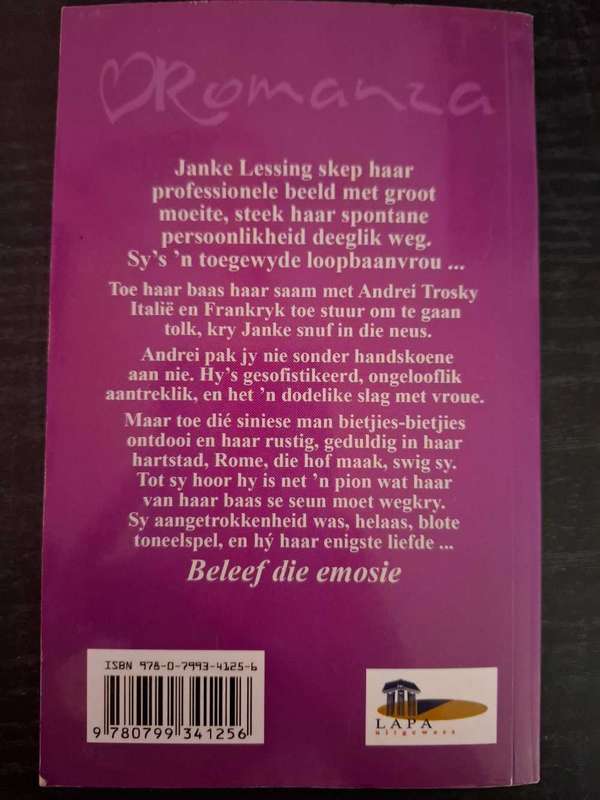 Romanza
Janke Lessing skep haar
professionele beeld met groot
moeite, steek haar spontane
persoonlikheid deeglik weg.
Sy's 'n toegewyde loopbaanvrou ...
Toe haar baas haar saam met Andrei Trosky
Italië en Frankryk toe stuur om te gaan
tolk, kry Janke snuf in die neus.
Andrei pak jy nie sonder handskoene
aan nie. Hy's gesofistikeerd, ongelooflik
aantreklik, en het 'n dodelike slag met vroue.
Maar toe dié siniese man bietjies-bietjies
ontdooi en haar rustig, geduldig in haar
hartstad, Rome, die hof maak, swig sy.
Tot sy hoor hy is net 'n pion wat haar
van haar baas se seun moet wegkry.
Sy aangetrokkenheid was, helaas, blote
toneelspel, en hý haar enigste liefde ...
Beleef die emosie
ISBN 978-0-7993-4125-6
9 780799 341256
LAPA
uitgewers